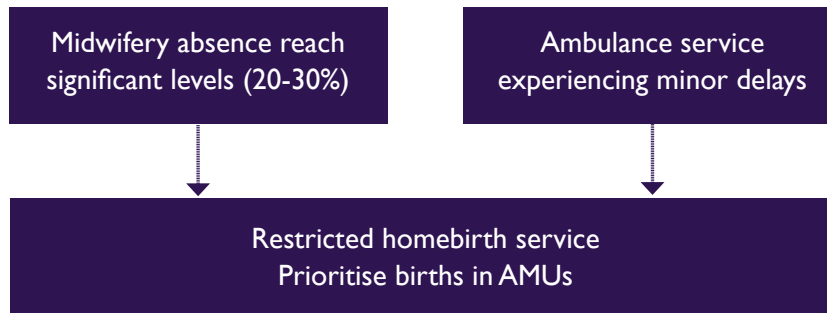 Midwifery absence reach
significant levels (20-30%)
Ambulance service
experiencing minor delays
Restricted homebirth service
Prioritise births in AMUs